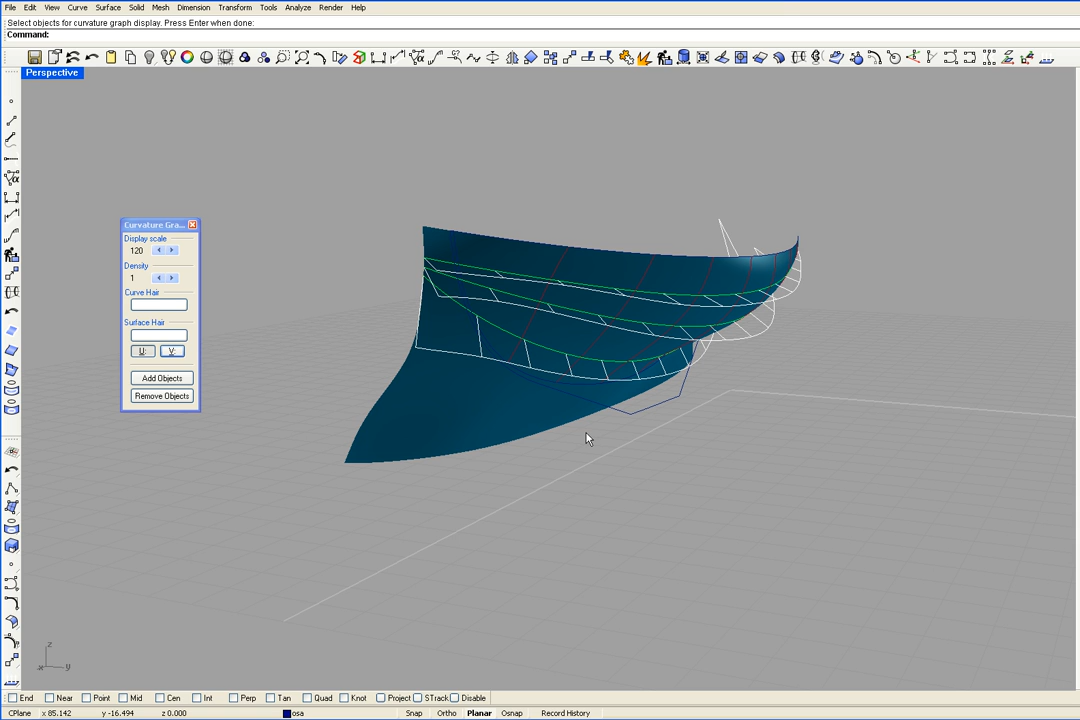 File Edit View Curve Surface Solid Mesh Dimension Transform Tools Analyze Render Help
Select objects for curvature graph display. Press Enter when done:
Command:
Perspective
Curvature Gra...
Display scale
120
Density
1
Curve Hair
Surface Hair
U: V:
Add Objects
Remove Objects
z
x y
End Near Point Mid Cen Int Perp Tan Quad Knot Project STrack Disable
CPlane x 85.142 y -16.494 z 0.000 osa Snap Ortho Planar Osnap Record History